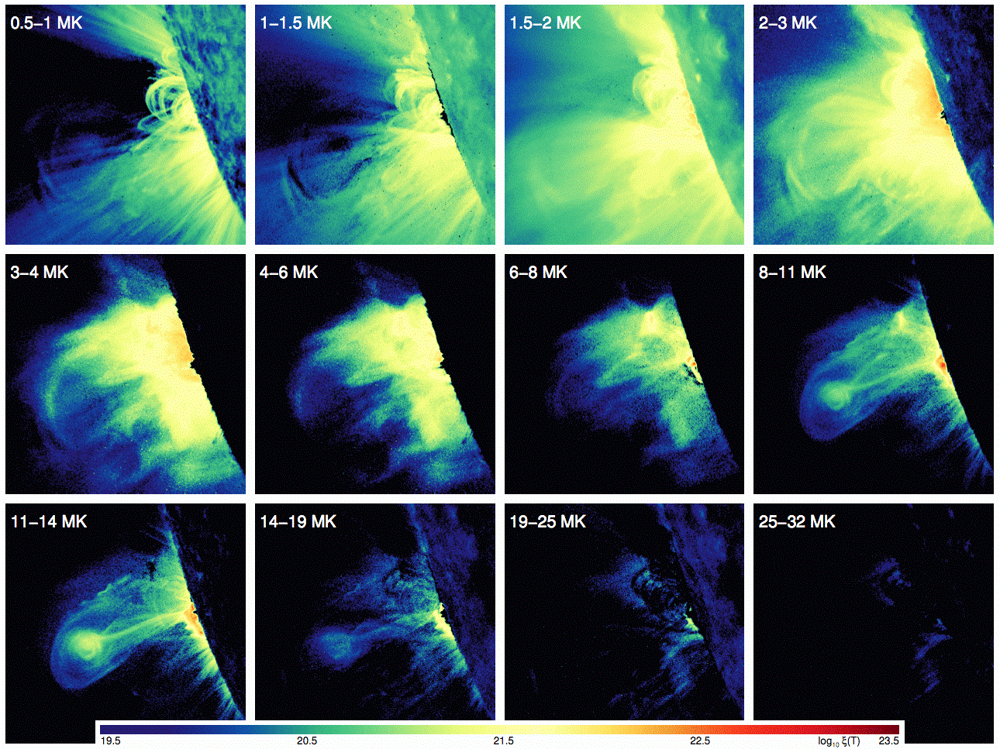 0.5–1 MK
1–1.5 MK
1.5–2 MK
2–3 MK
3–4 MK
4–6 MK
6–8 MK
8–11 MK
11–14 MK
14–19 MK
19–25 MK
25–32 MK
19.5 20.5 21.5 22.5 log₁₀ ξ(T) 23.5